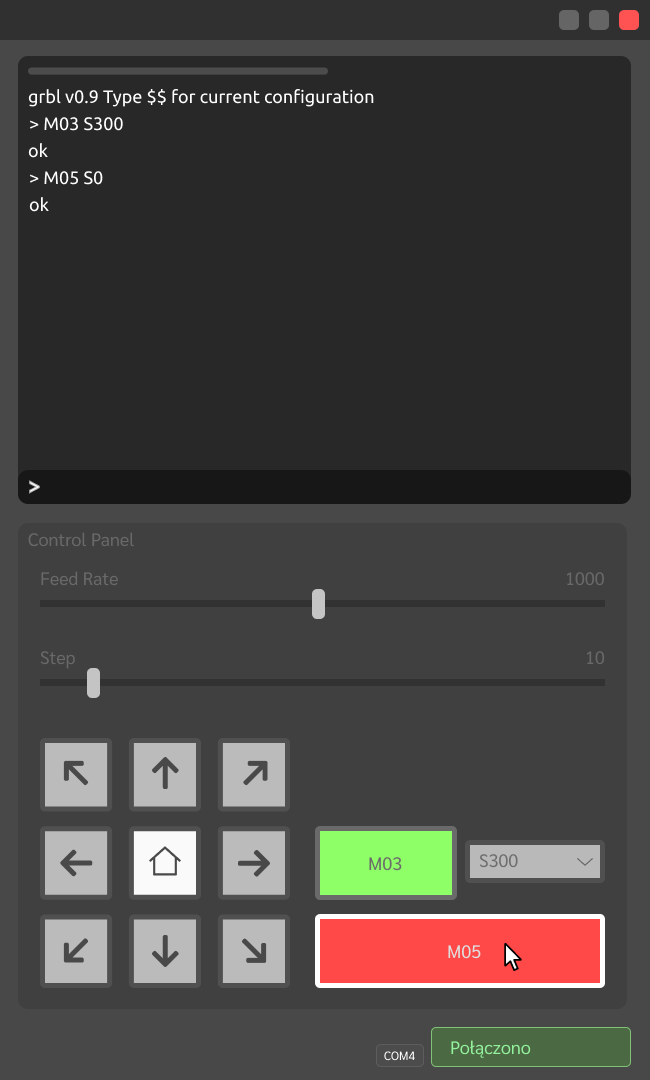 grbl v0.9 Type $$ for current configuration
> M03 S300
ok
> M05 S0
ok
>
Control Panel
Feed Rate 1000
Step 10
M03 S300
M05
COM4 Połączono